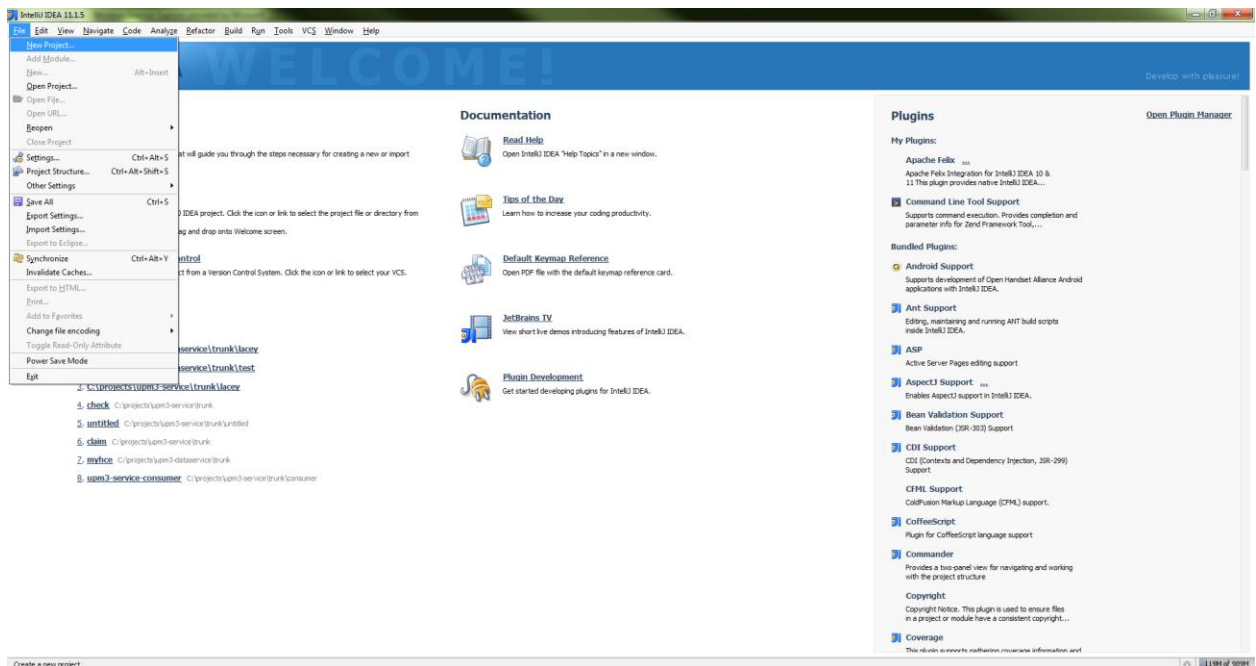 IntelliJ IDEA 11.1.5
File Edit View Navigate Code Analyze Refactor Build Run Tools VCS Window Help
New Project...
Add Module...
New... Alt+Insert
Open Project...
Open File...
Open URL...
Reopen
Close Project
Settings... Ctrl+Alt+S
Project Structure... Ctrl+Alt+Shift+S
Other Settings
Save All Ctrl+S
Export Settings...
Import Settings...
Export to Eclipse...
Synchronize Ctrl+Alt+Y
Invalidate Caches...
Export to HTML...
Print...
Add to Favorites
Change file encoding
Toggle Read-Only Attribute
Power Save Mode
Exit
WELCOME!
Develop with pleasure!
at will guide you through the steps necessary for creating a new or import
IDEA project. Click the icon or link to select the project file or directory from
ag and drop onto Welcome screen.
ntrol
ct from a Version Control System. Click the icon or link to select your VCS.
service\trunk\lacey
service\trunk\test
3. C:\projects\upm3-service\trunk\lacey
4. check C:\projects\upm3-service\trunk
5. untitled C:\projects\upm3-service\trunk\untitled
6. claim C:\projects\upm3-service\trunk
7. myhce C:\projects\upm3-dataservice\trunk
8. upm3-service-consumer C:\projects\upm3-service\trunk\consumer
Documentation
Read Help
Open IntelliJ IDEA "Help Topics" in a new window.
Tips of the Day
Learn how to increase your coding productivity.
Default Keymap Reference
Open PDF file with the default keymap reference card.
JetBrains TV
View short live demos introducing features of IntelliJ IDEA.
Plugin Development
Get started developing plugins for IntelliJ IDEA.
Plugins Open Plugin Manager
My Plugins:
Apache Felix ...
Apache Felix Integration for IntelliJ IDEA 10 &
11 This plugin provides native IntelliJ IDEA...
Command Line Tool Support
Supports command execution. Provides completion and
parameter info for Zend Framework Tool,...
Bundled Plugins:
Android Support
Supports development of Open Handset Alliance Android
applications with IntelliJ IDEA.
Ant Support
Editing, maintaining and running ANT build scripts
inside IntelliJ IDEA.
ASP
Active Server Pages editing support
AspectJ Support ...
Enables AspectJ support in IntelliJ IDEA.
Bean Validation Support
Bean Validation (JSR-303) Support
CDI Support
CDI (Contexts and Dependency Injection, JSR-299)
Support
CFML Support
ColdFusion Markup Language (CFML) support.
CoffeeScript
Plugin for CoffeeScript language support
Commander
Provides a two-panel view for navigating and working
with the project structure
Copyright
Copyright Notice. This plugin is used to ensure files
in a project or module have a consistent copyright...
Coverage
This plugin supports gathering coverage information and
Create a new project
119M of 989M